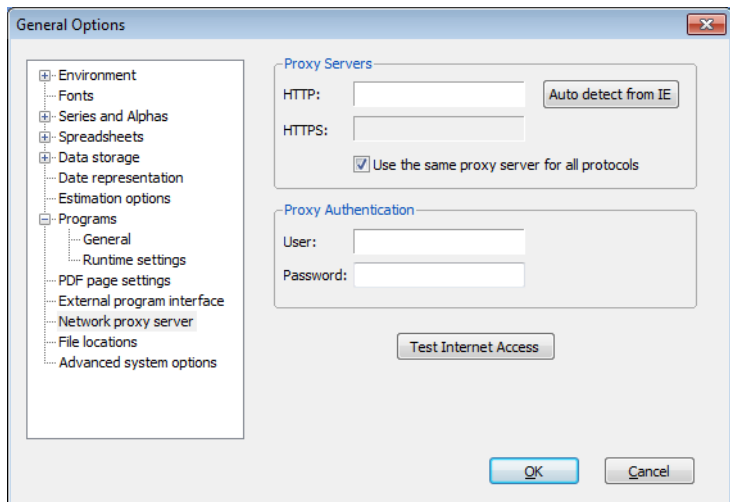 General Options
Environment
Fonts
Series and Alphas
Spreadsheets
Data storage
Date representation
Estimation options
Programs
General
Runtime settings
PDF page settings
External program interface
Network proxy server
File locations
Advanced system options
Proxy Servers
HTTP:
Auto detect from IE
HTTPS:
Use the same proxy server for all protocols
Proxy Authentication
User:
Password:
Test Internet Access
OK
Cancel